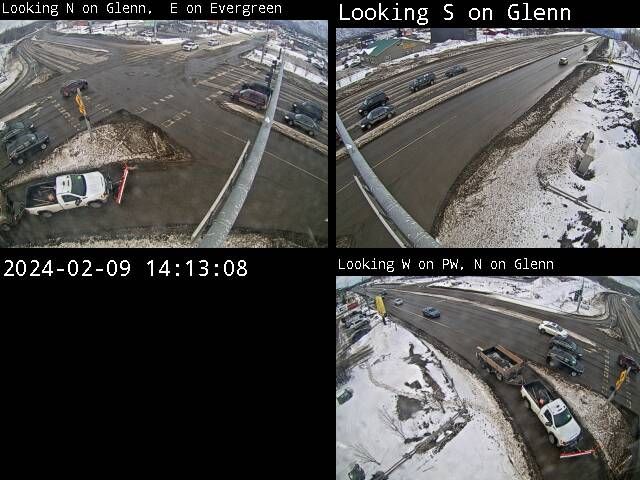 Looking N on Glenn,  E on Evergreen
Looking S on Glenn
2024-02-09 14:13:08
Looking W on PW, N on Glenn